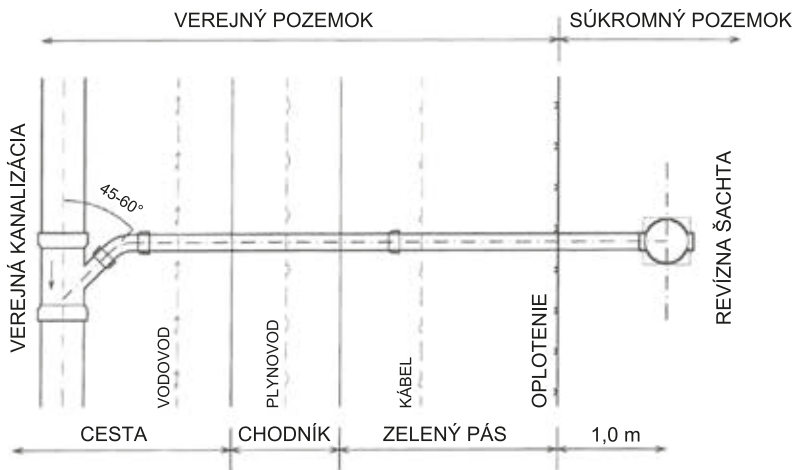 VEREJNÝ POZEMOK
SÚKROMNÝ POZEMOK
VEREJNÁ KANALIZÁCIA
45-60°
VODOVOD
PLYNOVOD
KÁBEL
OPLOTENIE
REVÍZNA ŠACHTA
CESTA
CHODNÍK
ZELENÝ PÁS
1,0 m